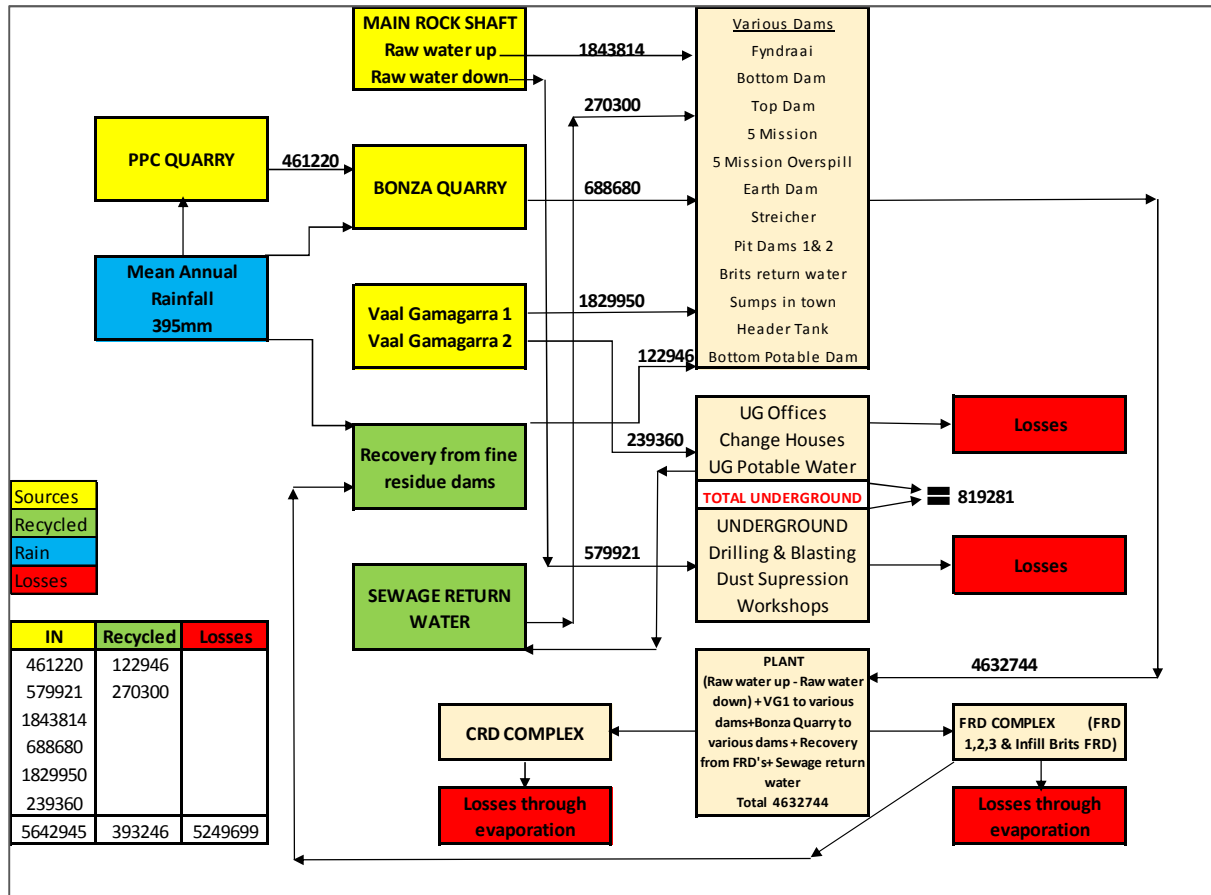 MAIN ROCK SHAFT
Raw water up
Raw water down
1843814
270300
Various Dams
Fyndraai
Bottom Dam
Top Dam
5 Mission
5 Mission Overspill
Earth Dam
Streicher
Pit Dams 1& 2
Brits return water
Sumps in town
Header Tank
Bottom Potable Dam
PPC QUARRY
461220
BONZA QUARRY
688680
Mean Annual
Rainfall
395mm
Vaal Gamagarra 1
Vaal Gamagarra 2
1829950
122946
239360
Recovery from fine
residue dams
UG Offices
Change Houses
UG Potable Water
Losses
TOTAL UNDERGROUND
819281
UNDERGROUND
Drilling & Blasting
Dust Supression
Workshops
579921
Losses
Sources
Recycled
Rain
Losses
SEWAGE RETURN
WATER
IN Recycled Losses
461220 122946
579921 270300
1843814
688680
1829950
239360
5642945 393246 5249699
PLANT
(Raw water up - Raw water
down) + VG1 to various
dams+Bonza Quarry to
various dams + Recovery
from FRD's+ Sewage return
water
Total 4632744
4632744
CRD COMPLEX
FRD COMPLEX (FRD
1,2,3 & Infill Brits FRD)
Losses through
evaporation
Losses through
evaporation